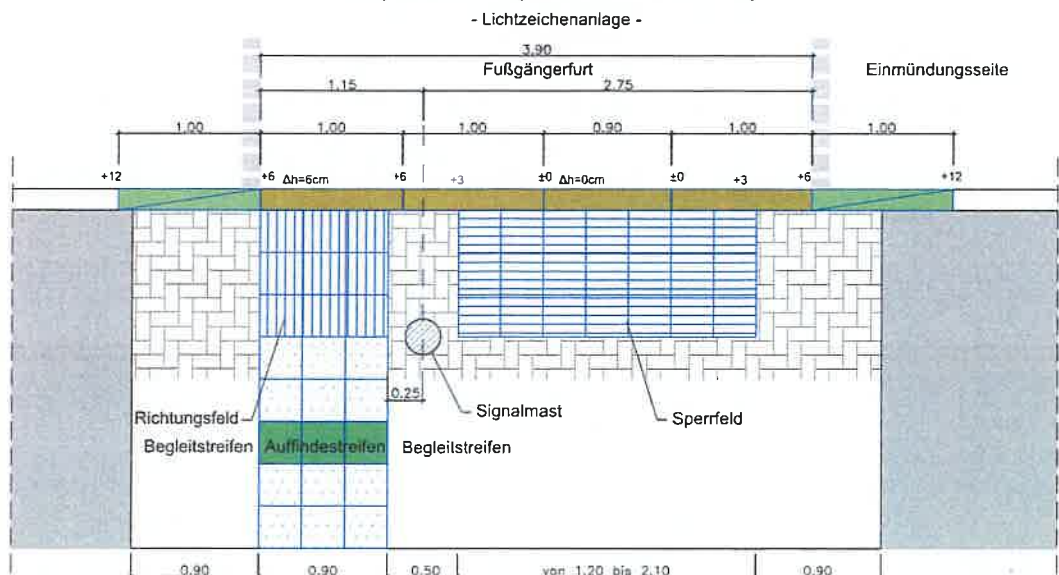 - Lichtzeichenanlage -
3.90
Fußgängerfurt
Einmündungsseite
1.15
2.75
1.00
1.00
1.00
0.90
1.00
1.00
+12
+6
Δh=6cm
+6
+3
±0
Δh=0cm
±0
+3
+6
+12
0.25
Richtungsfeld
Signalmast
Sperrfeld
Begleitstreifen
Auffindestreifen
Begleitstreifen
0.90
0.90
0.50
von 1.20 bis 2.10
0.90